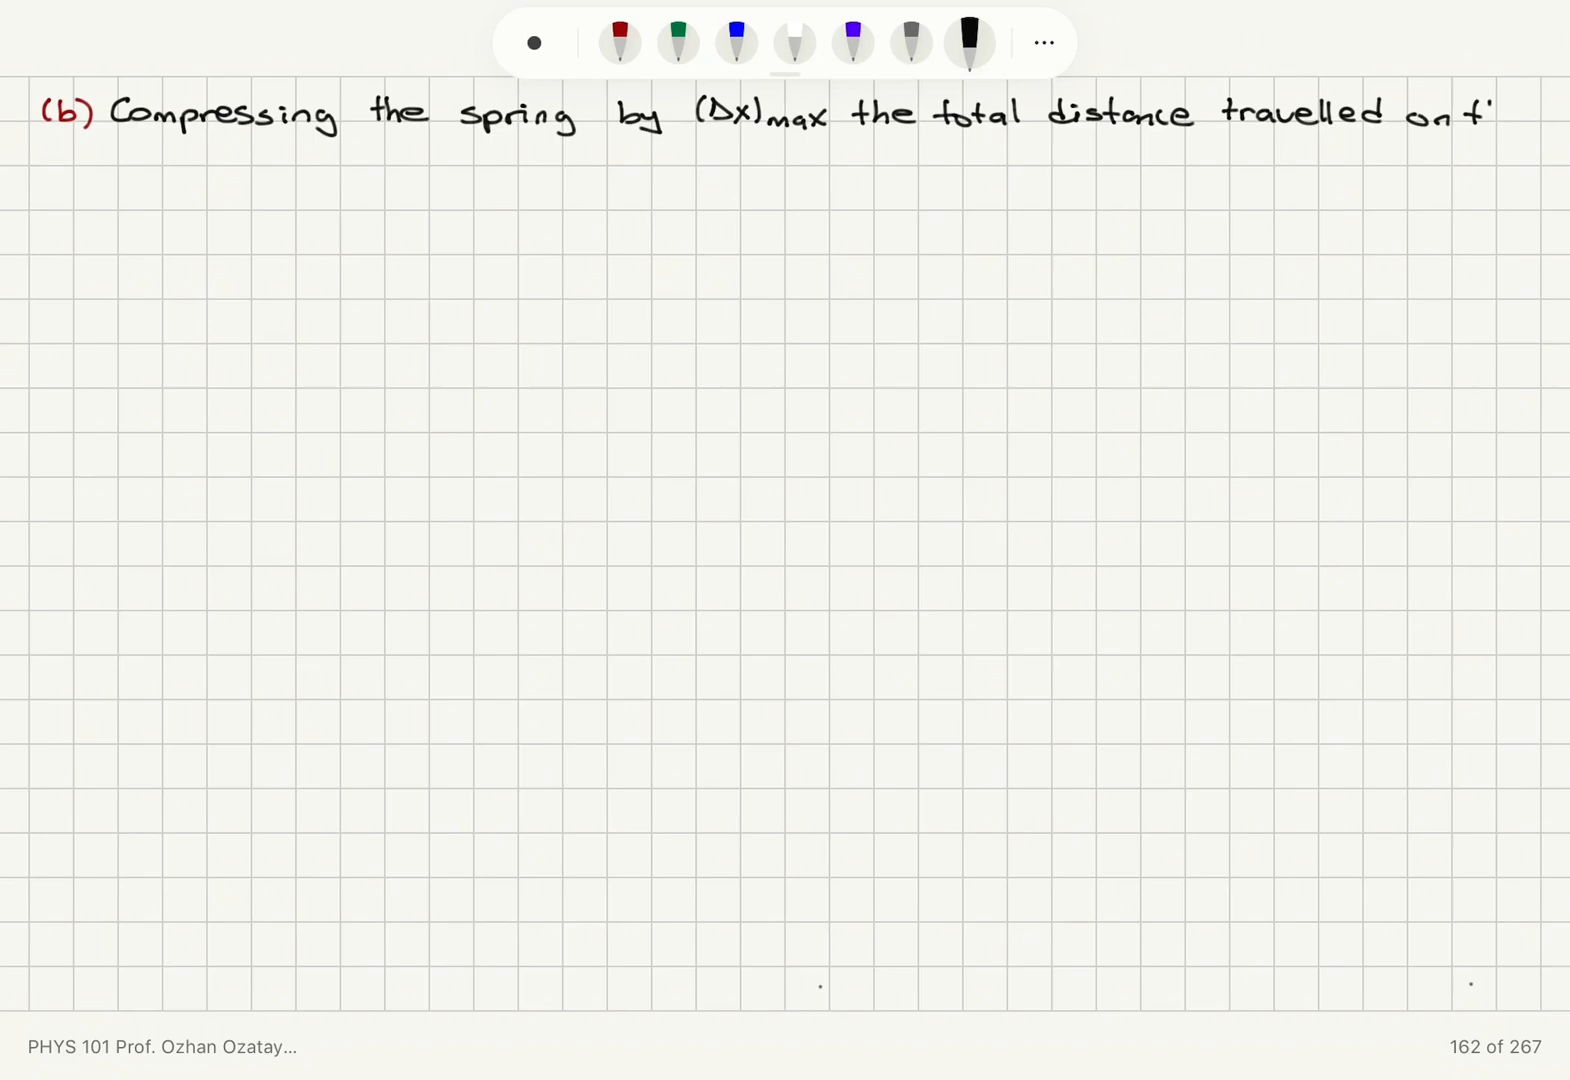 (b) Compressing the spring by (Δx)max the total distance travelled on
PHYS 101 Prof. Ozhan Ozatay...
162 of 267